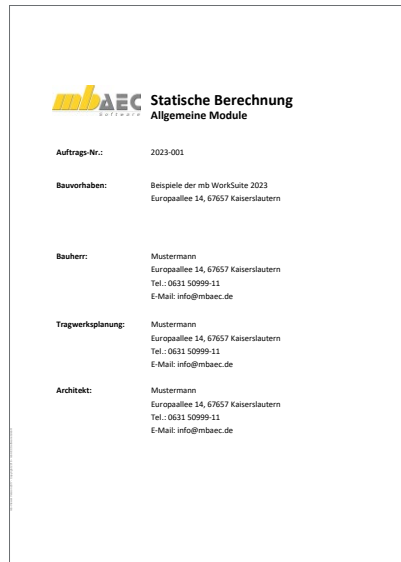 mbAEC Statische Berechnung
Software Allgemeine Module
Auftrags-Nr.: 2023-001
Bauvorhaben: Beispiele der mb WorkSuite 2023
Europaallee 14, 67657 Kaiserslautern
Bauherr: Mustermann
Europaallee 14, 67657 Kaiserslautern
Tel.: 0631 50999-11
E-Mail: info@mbaec.de
Tragwerksplanung: Mustermann
Europaallee 14, 67657 Kaiserslautern
Tel.: 0631 50999-11
E-Mail: info@mbaec.de
Architekt: Mustermann
Europaallee 14, 67657 Kaiserslautern
Tel.: 0631 50999-11
E-Mail: info@mbaec.de